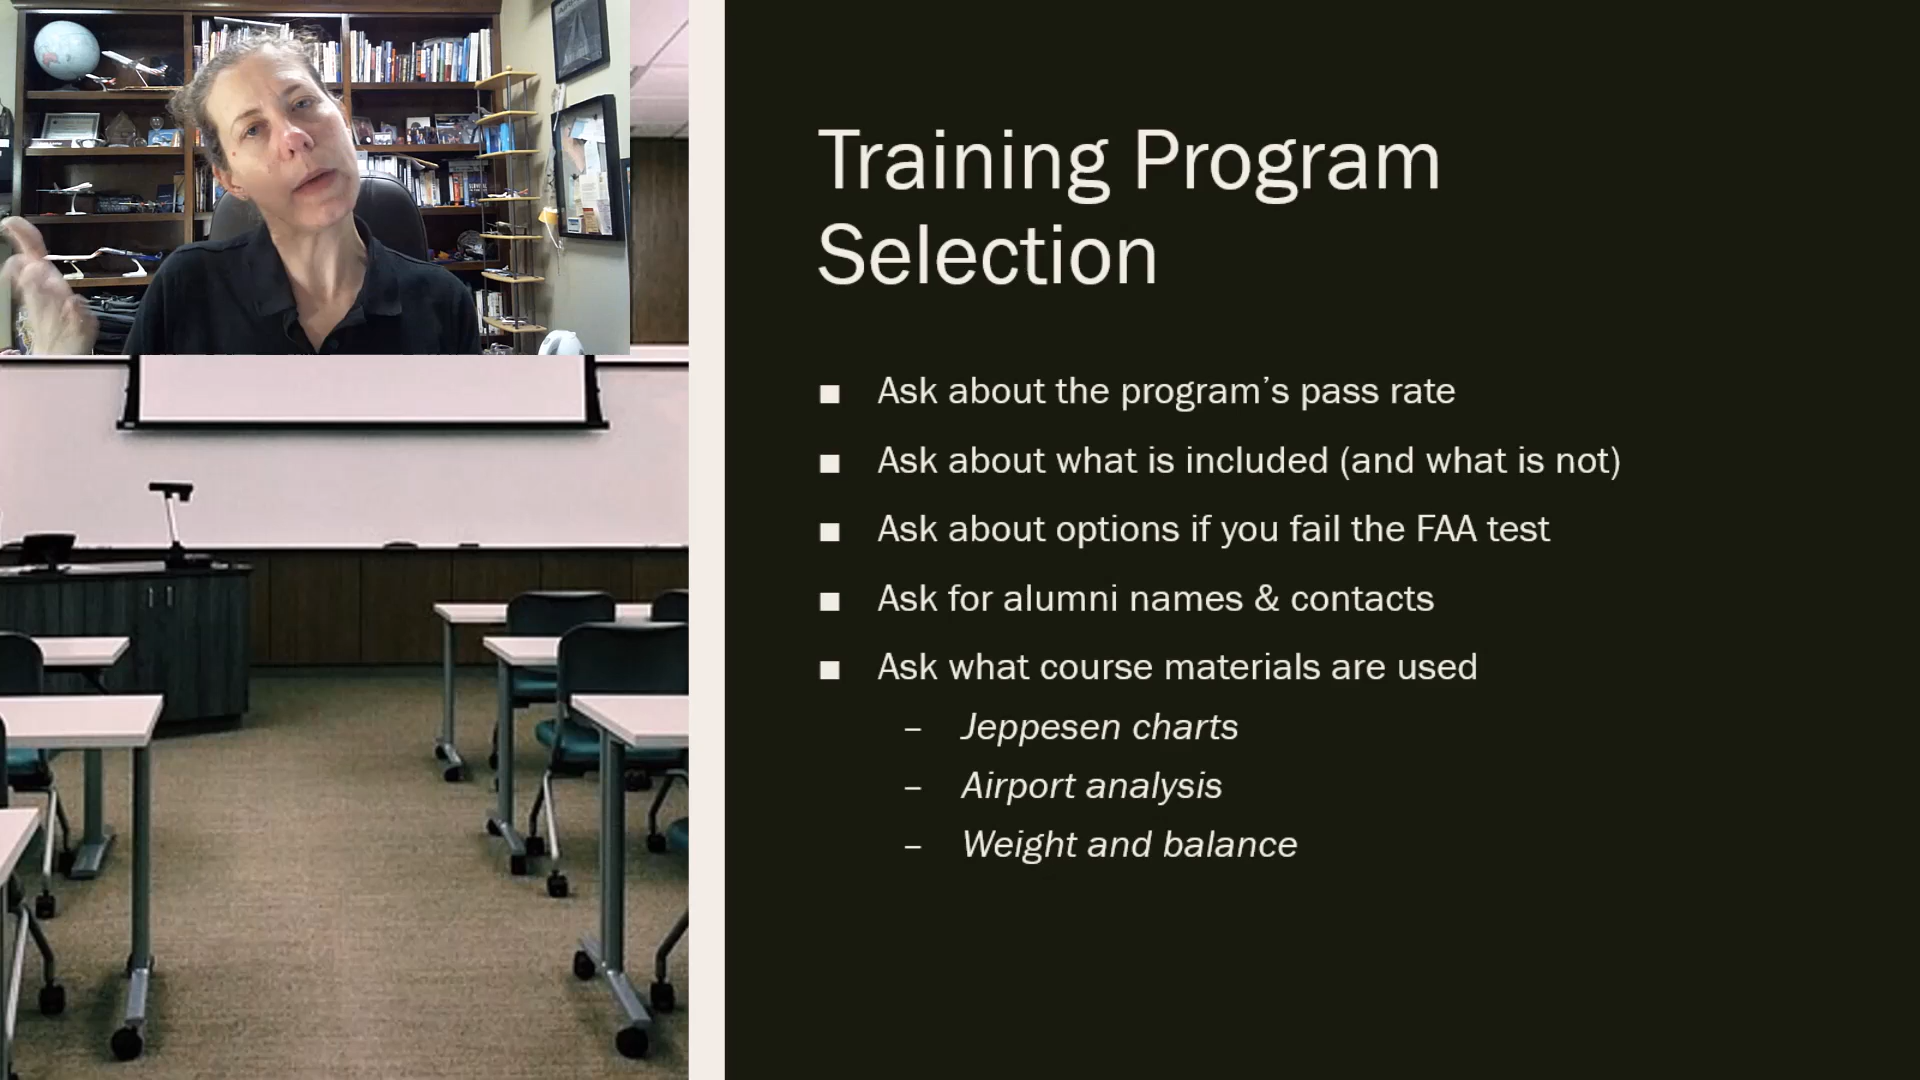 Training Program
Selection
▪ Ask about the program’s pass rate
▪ Ask about what is included (and what is not)
▪ Ask about options if you fail the FAA test
▪ Ask for alumni names & contacts
▪ Ask what course materials are used
– Jeppesen charts
– Airport analysis
– Weight and balance